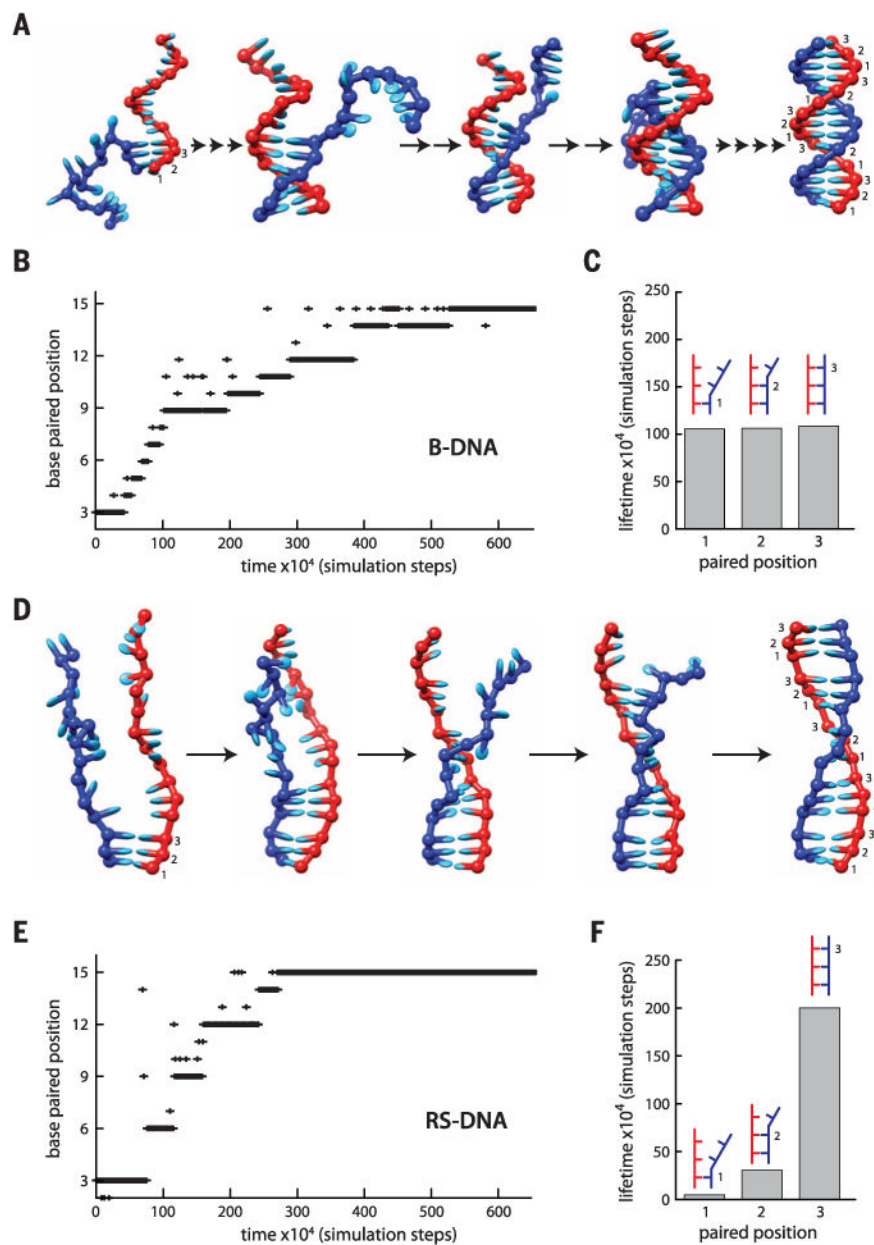 A
3
2
1
3
2
1
3
1
2
3
2
1
3
2
1
3
2
1
B
base paired position
15
12
9
6
3
B-DNA
0 100 200 300 400 500 600
time x10⁴ (simulation steps)
C
lifetime x10⁴ (simulation steps)
250
200
150
100
50
0
1 2 3
1 2 3
paired position
D
3
2
1
3
2
1
3
2
1
3
2
1
3
2
1
E
base paired position
15
12
9
6
3
RS-DNA
0 100 200 300 400 500 600
time x10⁴ (simulation steps)
F
lifetime x10⁴ (simulation steps)
250
200
150
100
50
0
3
2
1
1 2 3
paired position